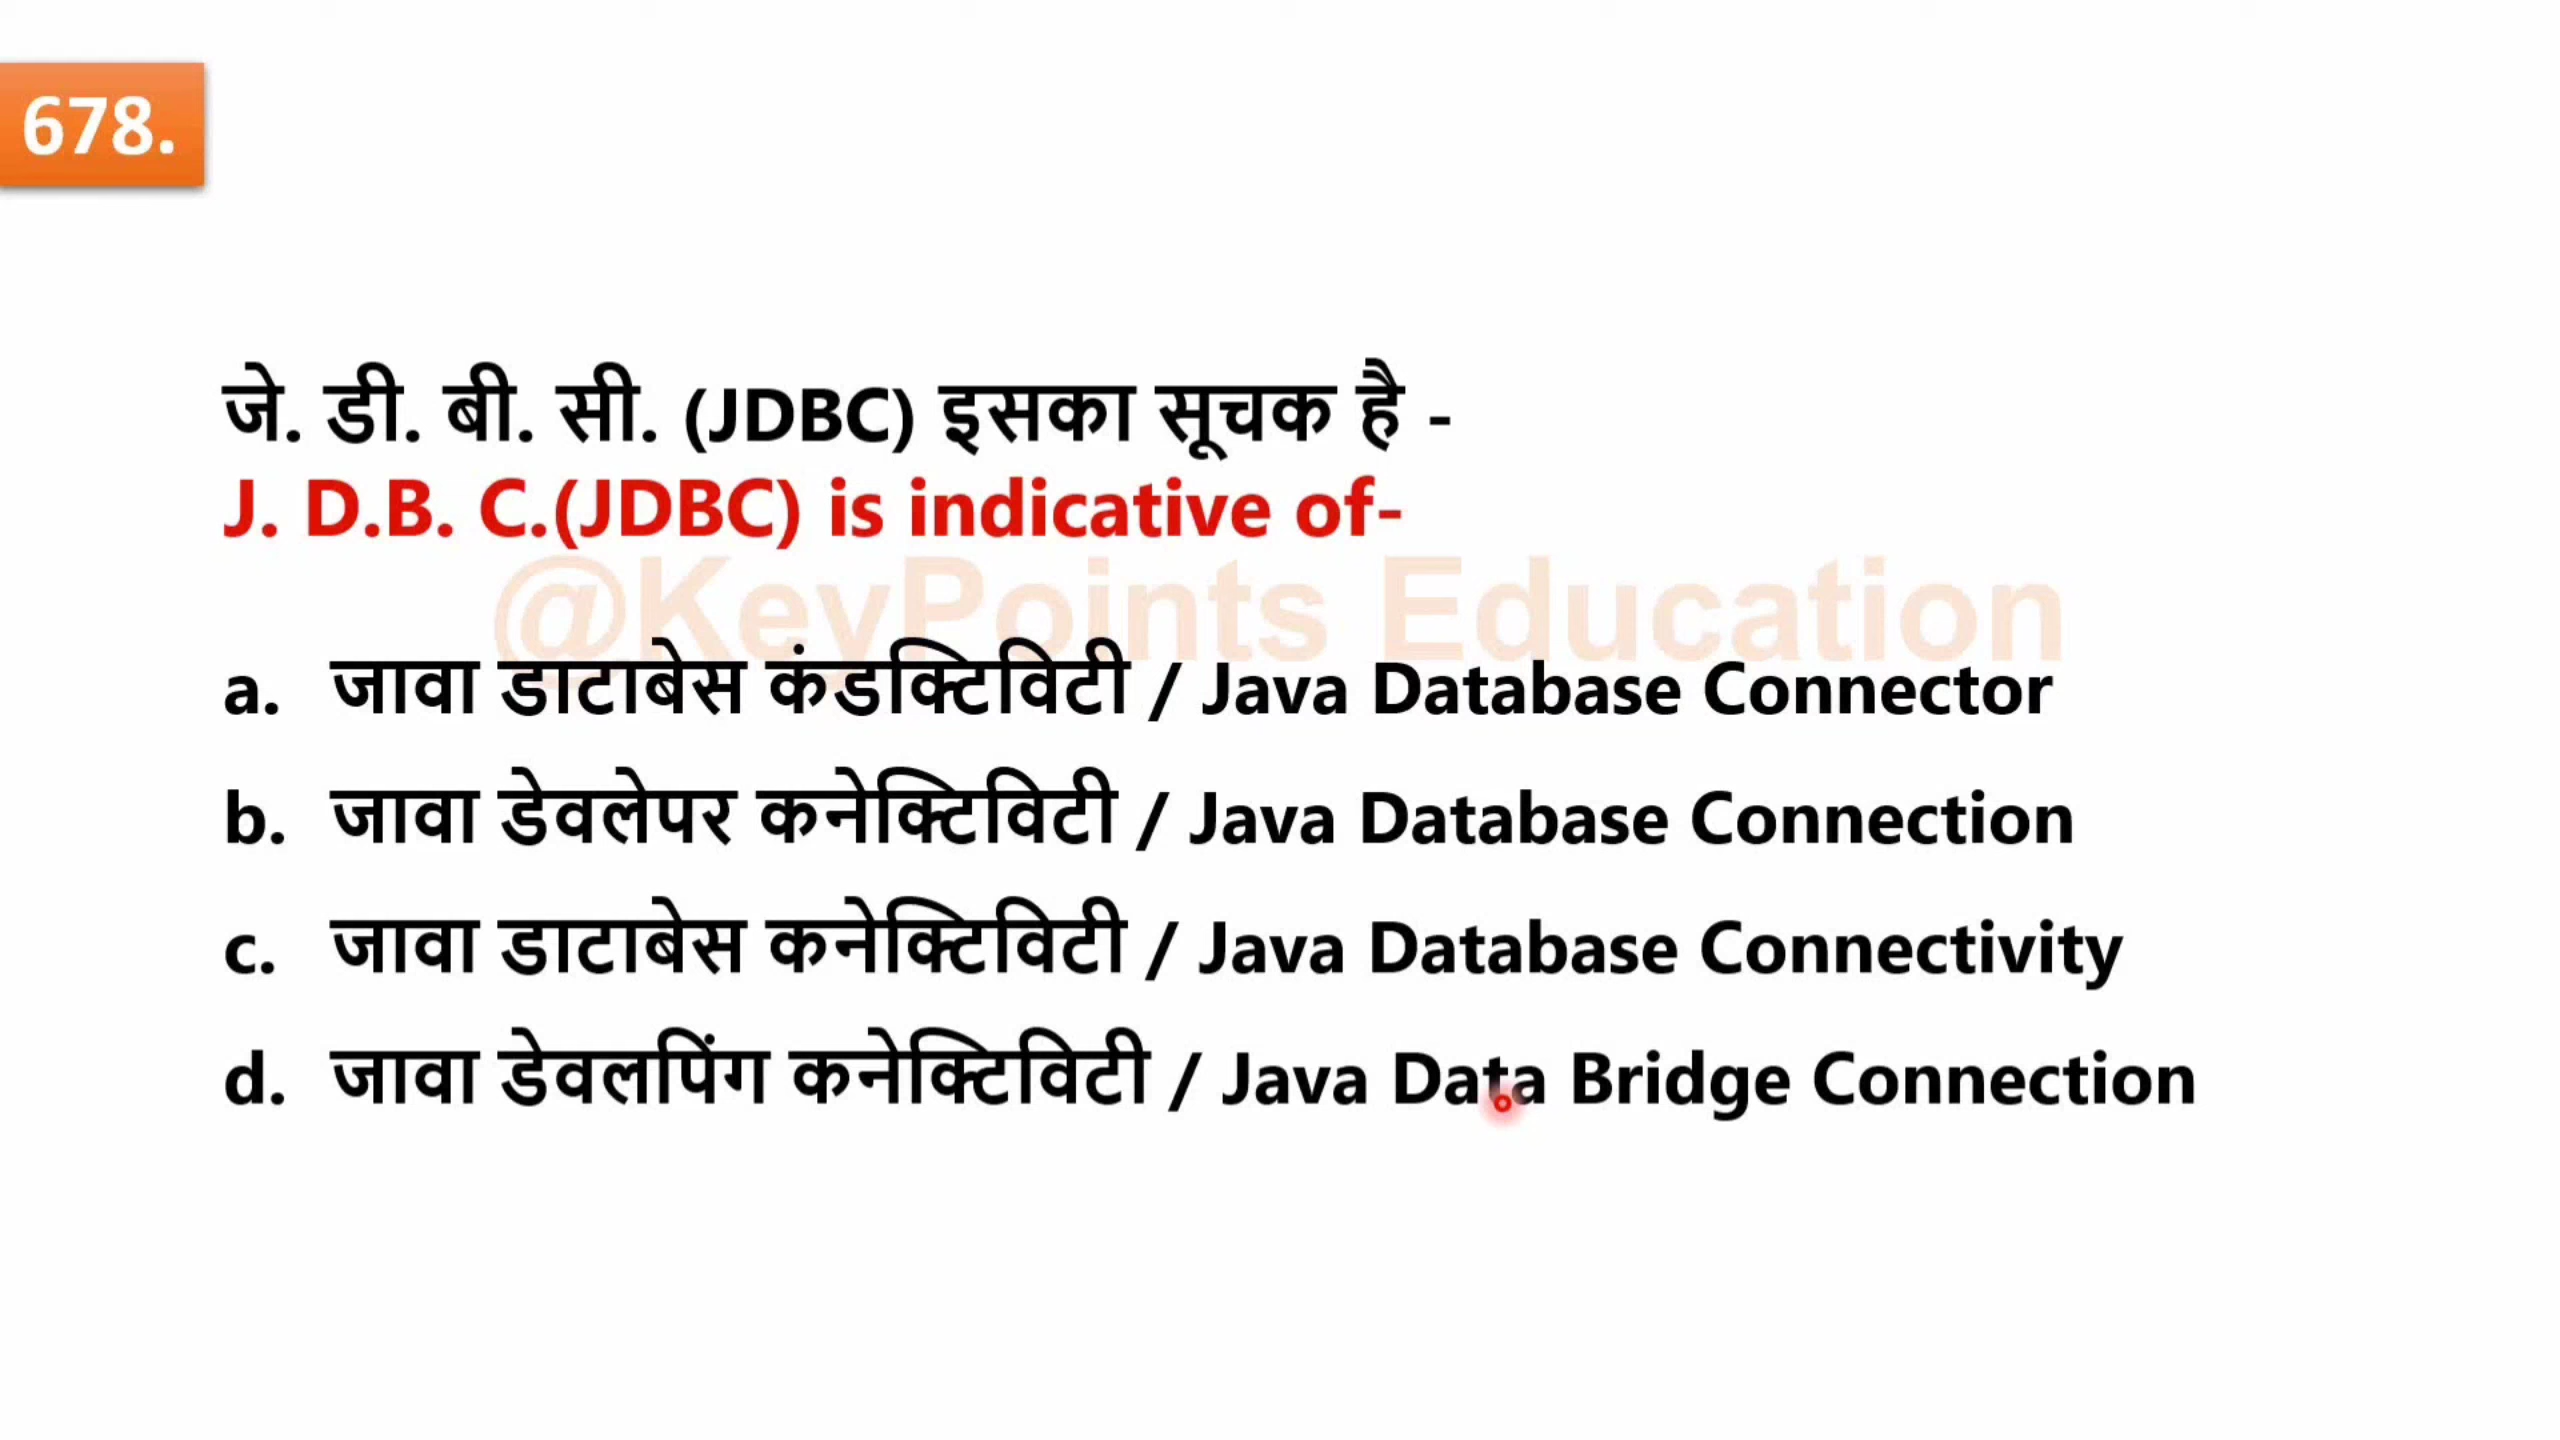 678.
जे. डी. बी. सी. (JDBC) इसका सूचक है -
J. D.B. C.(JDBC) is indicative of-
@KeyPoints Education
a. जावा डाटाबेस कंडक्टिविटी / Java Database Connector
b. जावा डेवलेपर कनेक्टिविटी / Java Database Connection
c. जावा डाटाबेस कनेक्टिविटी / Java Database Connectivity
d. जावा डेवलपिंग कनेक्टिविटी / Java Data Bridge Connection